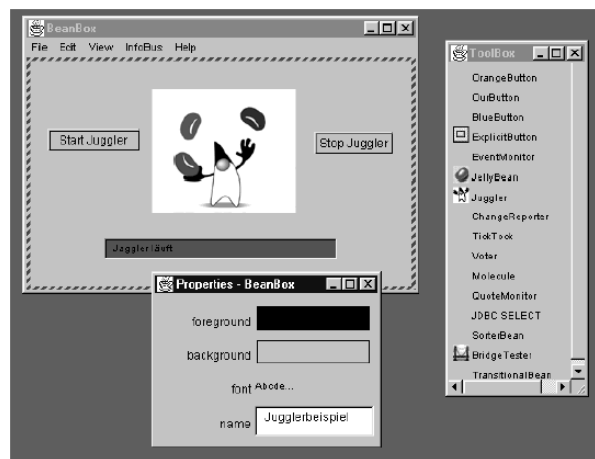 BeanBox
File Edit View InfoBus Help
Start Juggler
Stop Juggler
Juggler läuft
Properties - BeanBox
foreground
background
font Abcde...
name Jugglerbeispiel
ToolBox
OrangeButton
OurButton
BlueButton
ExplicitButton
EventMonitor
JellyBean
Juggler
ChangeReporter
TickTock
Voter
Molecule
QuoteMonitor
JDBC SELECT
SorterBean
BridgeTester
TransitionalBean